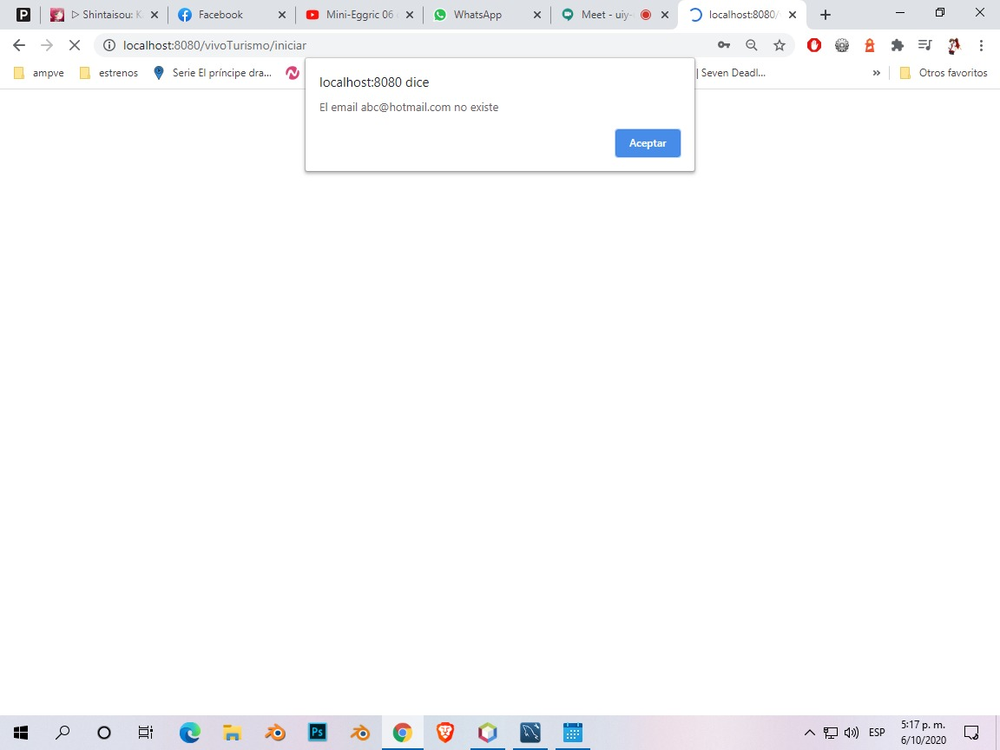 ▷ Shintaisou: K
Facebook
Mini-Eggric 06
WhatsApp
Meet - uiy-
localhost:8080/
localhost:8080/vivoTurismo/iniciar
ampve
estrenos
Serie El príncipe dra...
| Seven Deadl...
»
Otros favoritos
localhost:8080 dice
El email abc@hotmail.com no existe
Aceptar
Ps
ESP
5:17 p. m.
6/10/2020